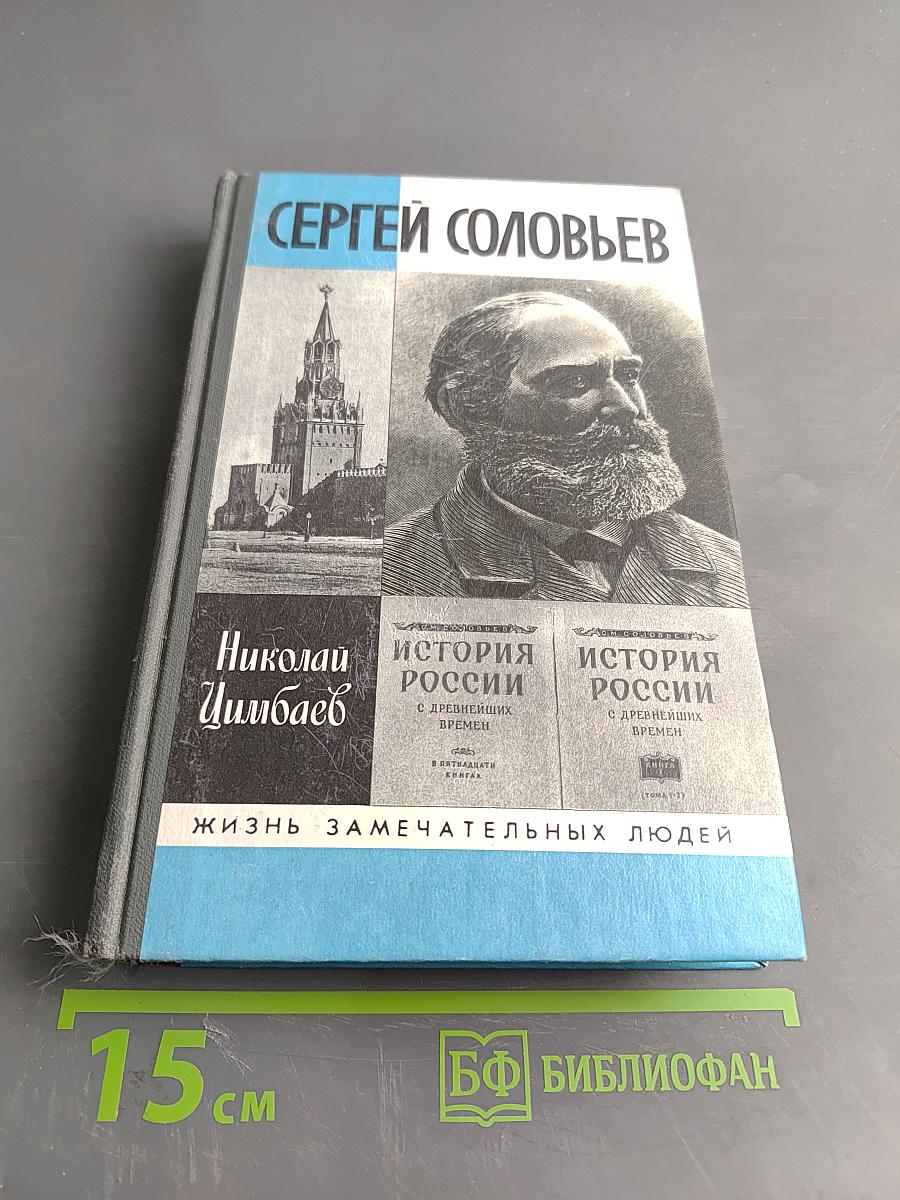 СЕРГЕЙ СОЛОВЬЕВ
Николай
Цимбаев
С.М. СОЛОВЬЕВ
ИСТОРИЯ
РОССИИ
С ДРЕВНЕЙШИХ
ВРЕМЕН
В ПЯТНАДЦАТИ
КНИГАХ
С.М. СОЛОВЬЕВ
ИСТОРИЯ
РОССИИ
С ДРЕВНЕЙШИХ
ВРЕМЕН
КНИГА
ЖИЗНЬ ЗАМЕЧАТЕЛЬНЫХ ЛЮДЕЙ
15 см
БФ БИБЛИОФАН